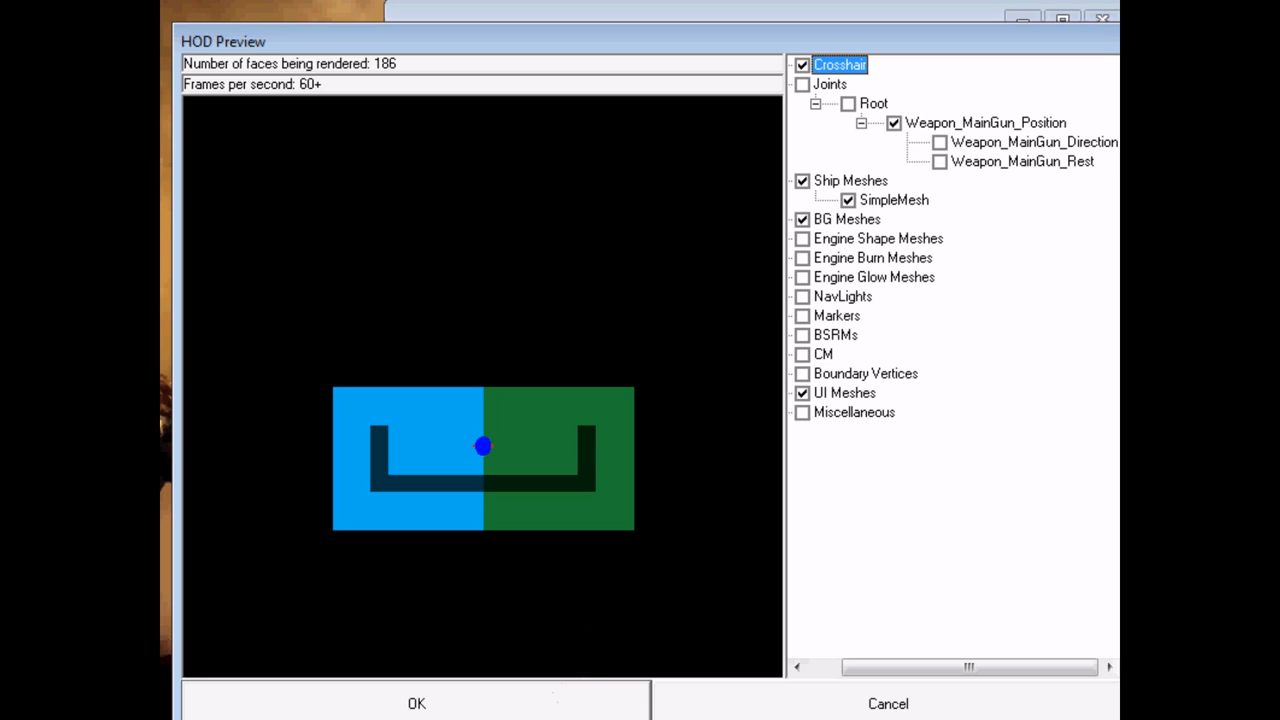 HOD Preview
Number of faces being rendered: 186
Frames per second: 60+
Crosshair
Joints
Root
Weapon_MainGun_Position
Weapon_MainGun_Direction
Weapon_MainGun_Rest
Ship Meshes
SimpleMesh
BG Meshes
Engine Shape Meshes
Engine Burn Meshes
Engine Glow Meshes
NavLights
Markers
BSRMs
CM
Boundary Vertices
UI Meshes
Miscellaneous
OK
Cancel